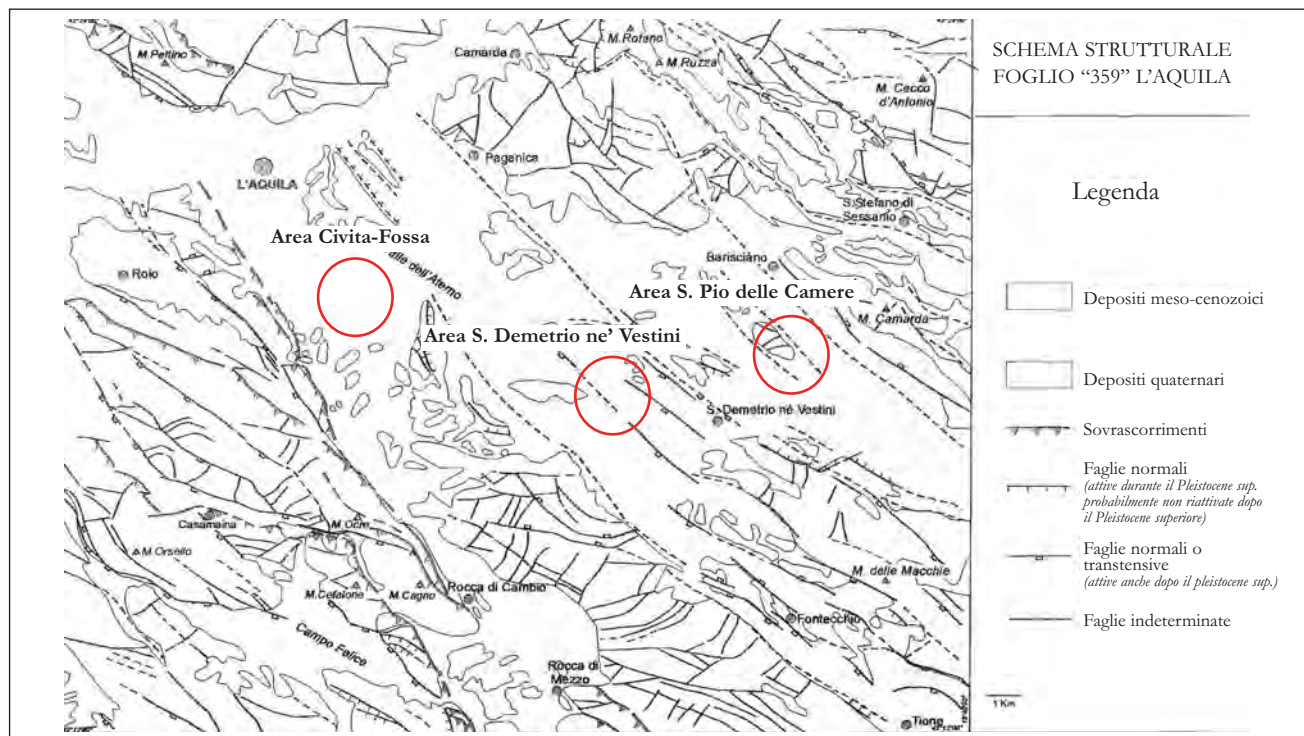 SCHEMA STRUTTURALE
FOGLIO “359” L’AQUILA
Legenda
Depositi meso-cenozoici
Depositi quaternari
Sovrascorrimenti
Faglie normali
(attive durante il Pleistocene sup.
probabilmente non riattivate dopo
il Pleistocene superiore)
Faglie normali o
transtensive
(attive anche dopo il pleistocene sup.)
Faglie indeterminate
1 Km
M. Pettino
Camarda
M. Rotano
M. Ruzza
M. Cecco
d'Antonio
Paganica
L'AQUILA
S. Stefano di
Sessanio
Area Civita-Fossa
Barisciano
Roio
alle dell'Aterno
Area S. Pio delle Camere
M. Camarda
Area S. Demetrio ne’ Vestini
S. Demetrio né Vestini
Casamaina
M. Ocre
M. Orsello
M. Cefalone
M. Cagno
Rocca di Cambio
M. delle Macchie
Fontecchio
Campo Felice
Rocca di
Mezzo
Tione